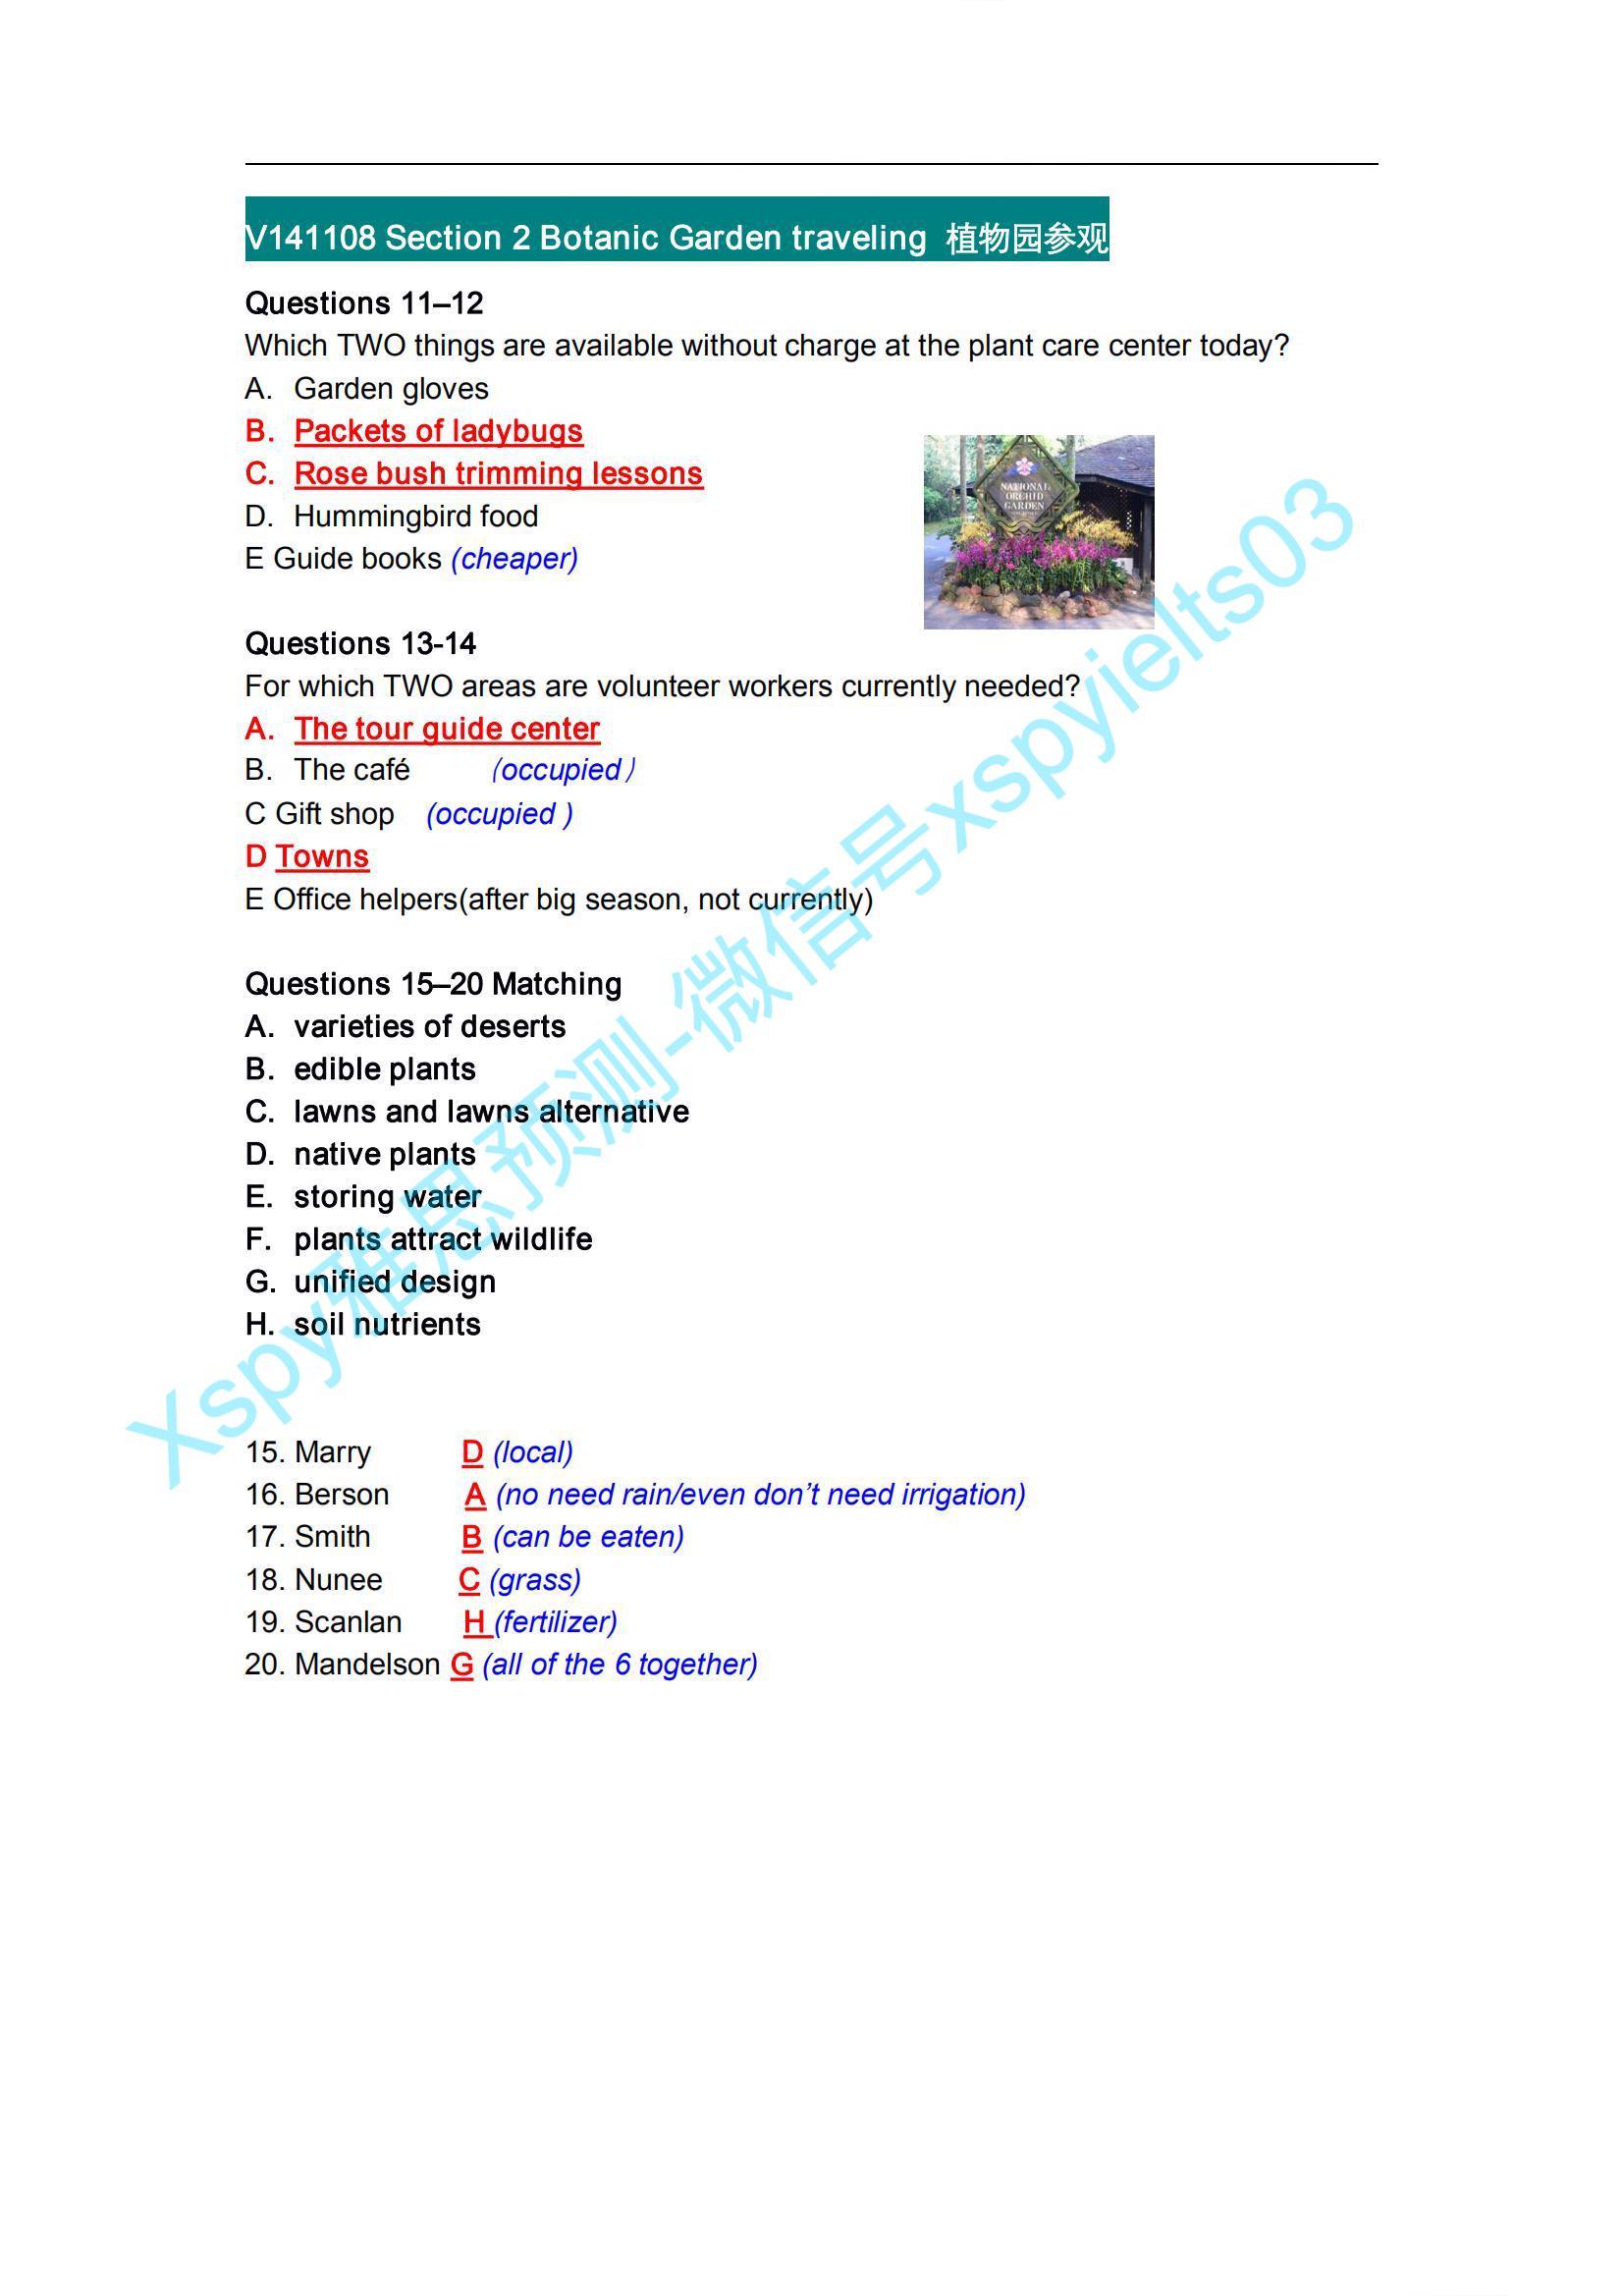 V141108 Section 2 Botanic Garden traveling 植物园参观
Questions 11–12
Which TWO things are available without charge at the plant care center today?
A. Garden gloves
B. Packets of ladybugs
C. Rose bush trimming lessons
D. Hummingbird food
E Guide books (cheaper)
NATIONAL
ORCHID
GARDEN
Questions 13-14
For which TWO areas are volunteer workers currently needed?
A. The tour guide center
B. The café (occupied)
C Gift shop (occupied )
D Towns
E Office helpers(after big season, not currently)
Questions 15–20 Matching
A. varieties of deserts
B. edible plants
C. lawns and lawns alternative
D. native plants
E. storing water
F. plants attract wildlife
G. unified design
H. soil nutrients
15. Marry D (local)
16. Berson A (no need rain/even don’t need irrigation)
17. Smith B (can be eaten)
18. Nunee C (grass)
19. Scanlan H (fertilizer)
20. Mandelson G (all of the 6 together)
Xspy雅思预测-微信号xspyielts03